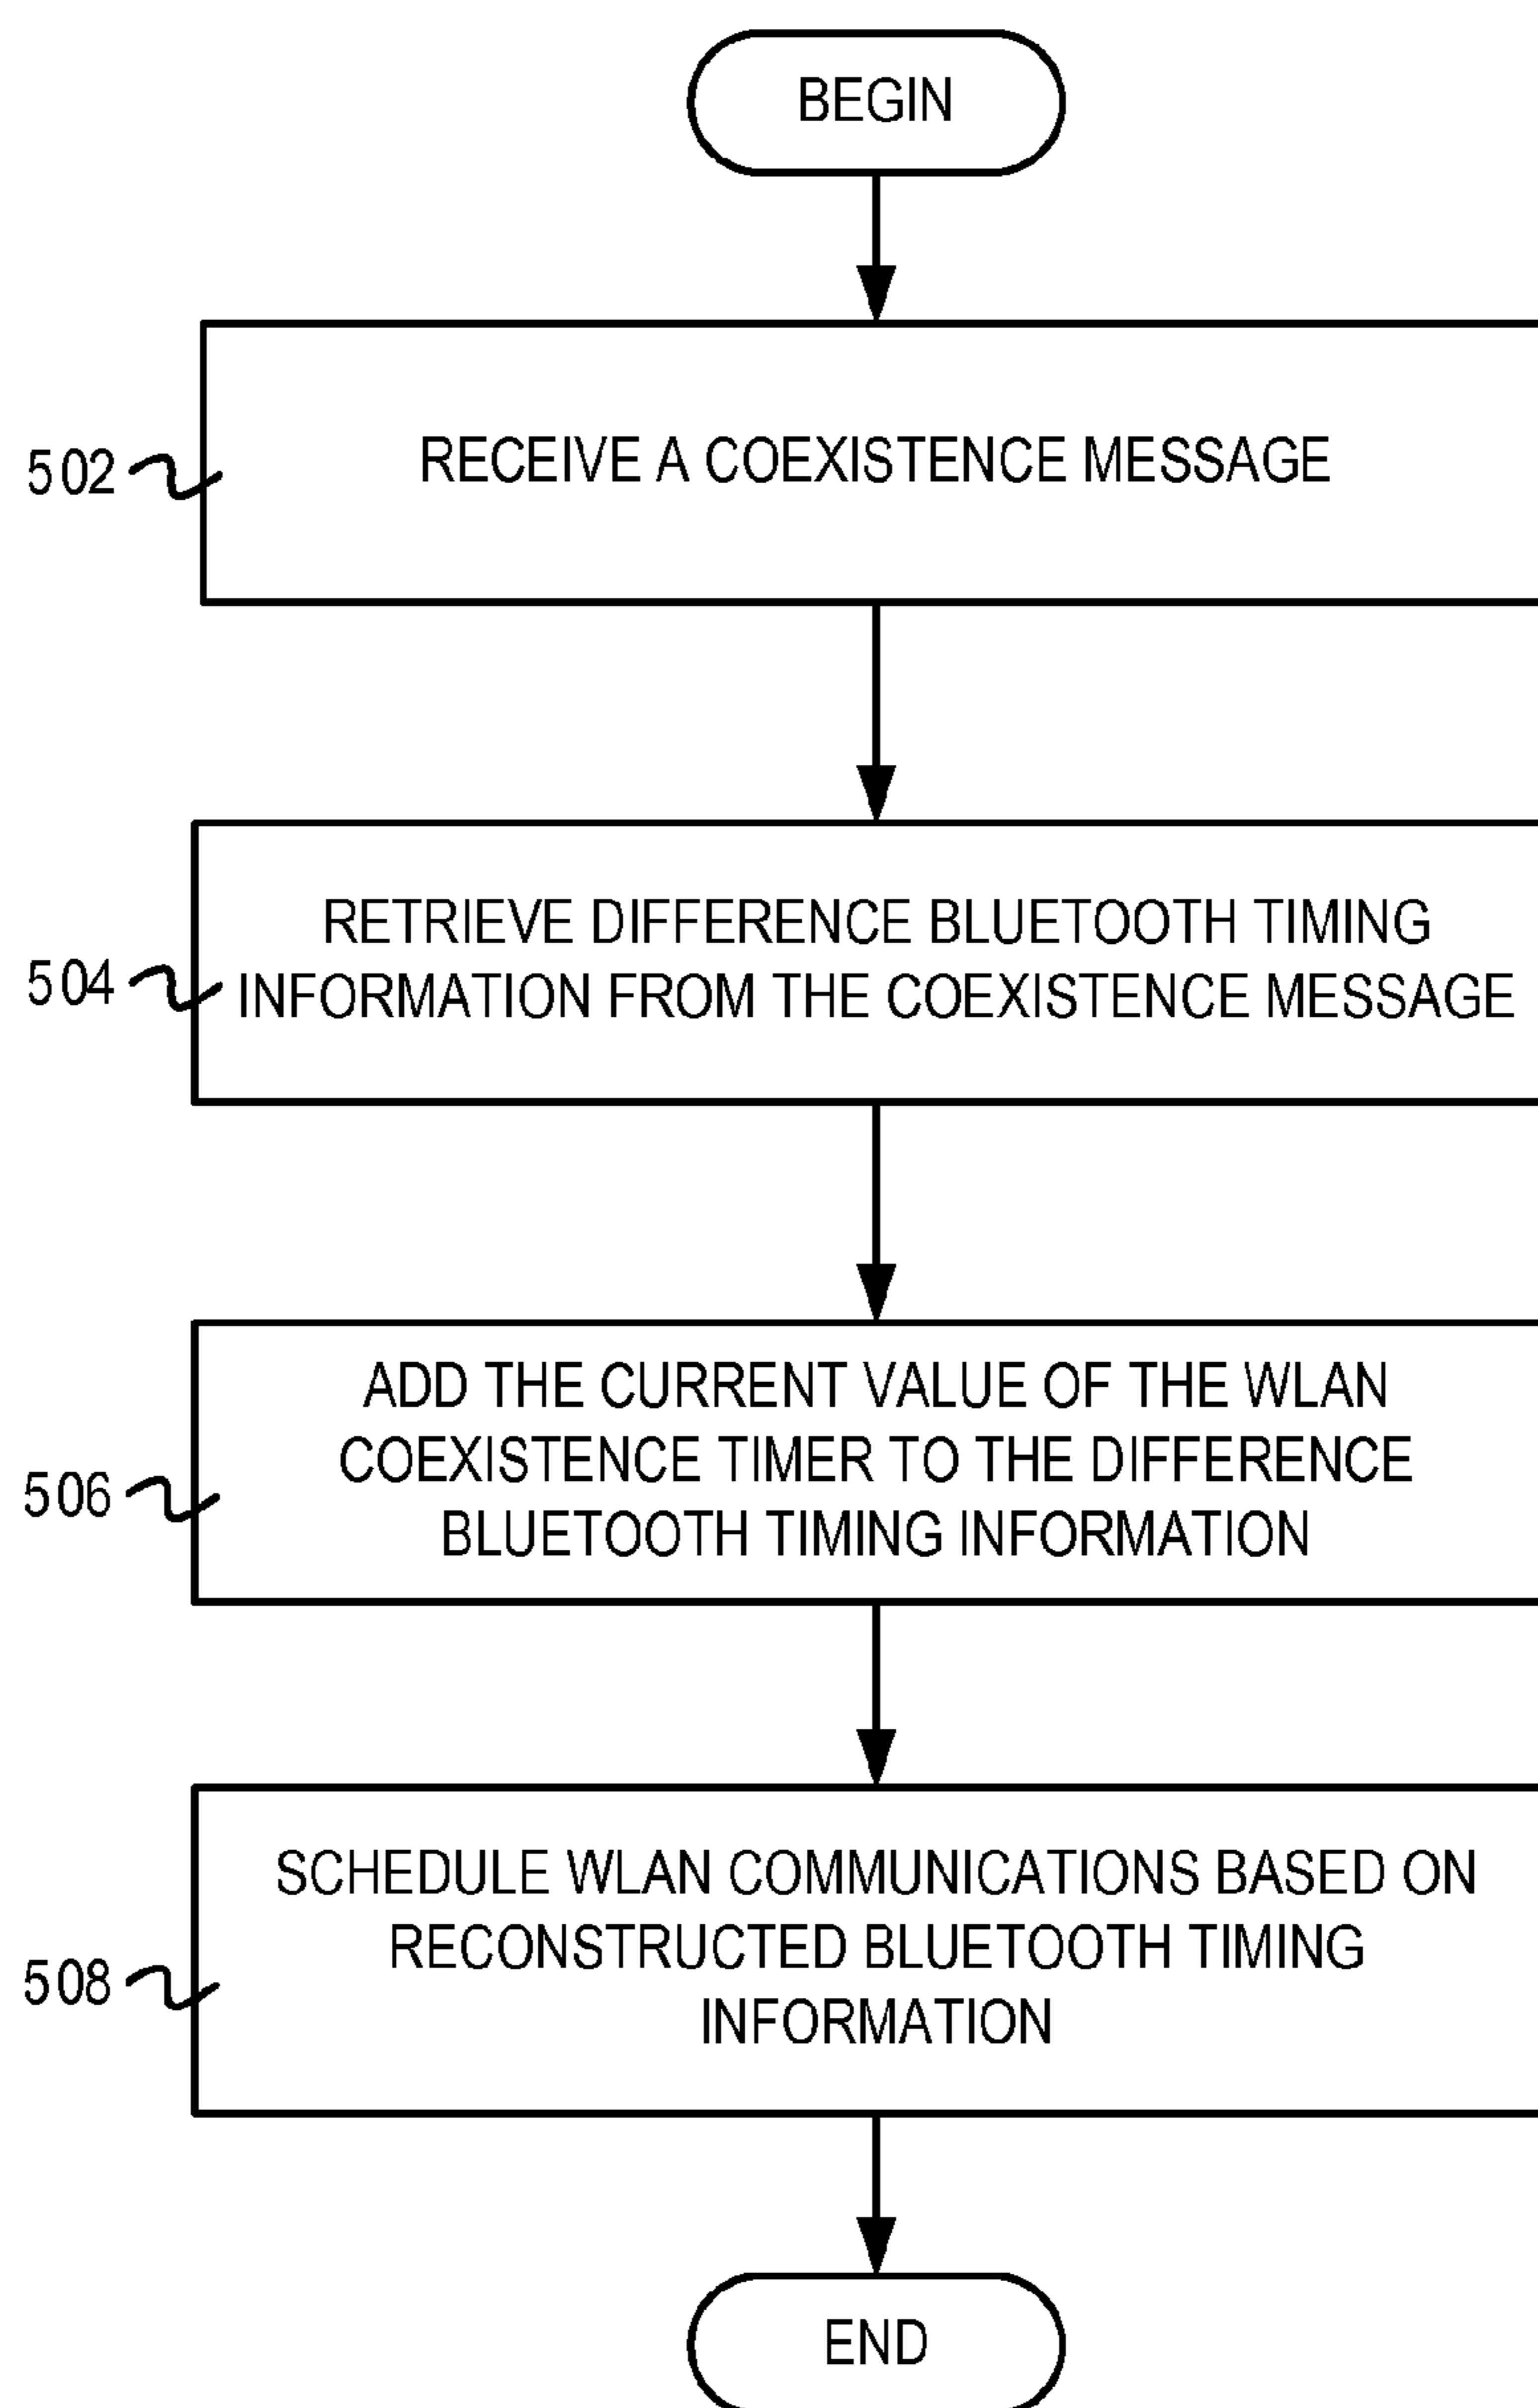 BEGIN
502
RECEIVE A COEXISTENCE MESSAGE
504
RETRIEVE DIFFERENCE BLUETOOTH TIMING
INFORMATION FROM THE COEXISTENCE MESSAGE
506
ADD THE CURRENT VALUE OF THE WLAN
COEXISTENCE TIMER TO THE DIFFERENCE
BLUETOOTH TIMING INFORMATION
508
SCHEDULE WLAN COMMUNICATIONS BASED ON
RECONSTRUCTED BLUETOOTH TIMING
INFORMATION
END